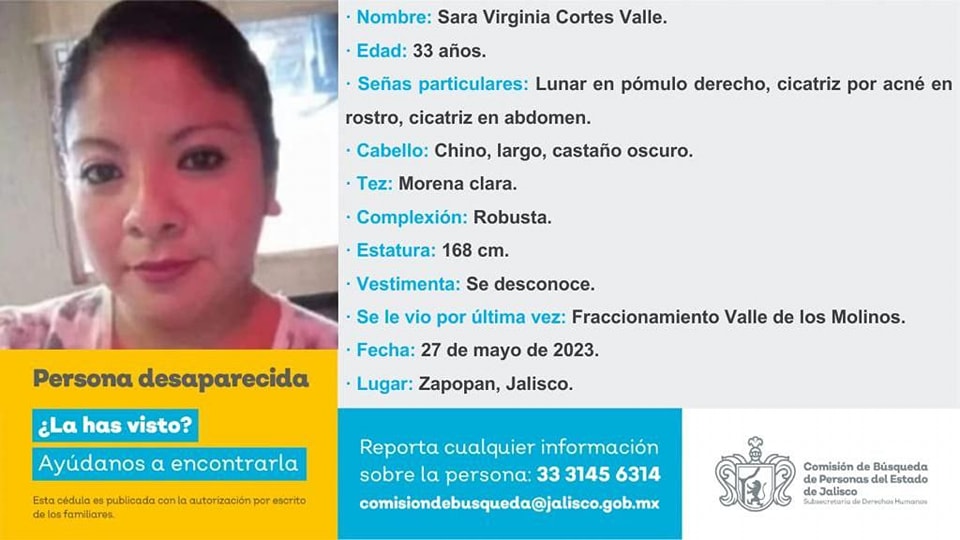 · Nombre: Sara Virginia Cortes Valle.
· Edad: 33 años.
· Señas particulares: Lunar en pómulo derecho, cicatriz por acné en
rostro, cicatriz en abdomen.
· Cabello: Chino, largo, castaño oscuro.
· Tez: Morena clara.
· Complexión: Robusta.
· Estatura: 168 cm.
· Vestimenta: Se desconoce.
· Se le vio por última vez: Fraccionamiento Valle de los Molinos.
· Fecha: 27 de mayo de 2023.
· Lugar: Zapopan, Jalisco.
Persona desaparecida
¿La has visto?
Ayúdanos a encontrarla
Esta cédula es publicada con la autorización por escrito
de los familiares.
Reporta cualquier información
sobre la persona: 33 3145 6314
comisiondebusqueda@jalisco.gob.mx
Comisión de Búsqueda
de Personas del Estado
de Jalisco
Subsecretaría de Derechos Humanos